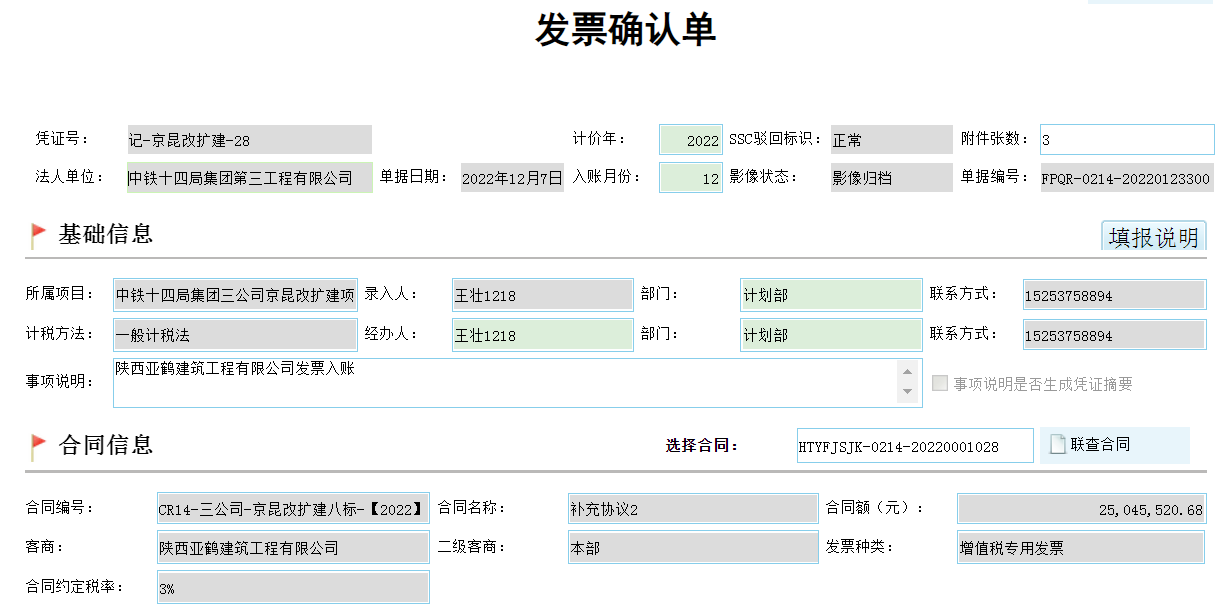 发票确认单
凭证号： 记-京昆改扩建-28 计价年： 2022 SSC驳回标识： 正常 附件张数： 3
法人单位： 中铁十四局集团第三工程有限公司 单据日期： 2022年12月7日 入账月份： 12 影像状态： 影像归档 单据编号： FPQR-0214-20220123300
基础信息 填报说明
所属项目： 中铁十四局集团三公司京昆改扩建项 录入人： 王壮1218 部门： 计划部 联系方式： 15253758894
计税方法： 一般计税法 经办人： 王壮1218 部门： 计划部 联系方式： 15253758894
事项说明： 陕西亚鹤建筑工程有限公司发票入账 事项说明是否生成凭证摘要
合同信息 选择合同： HTYFJSJK-0214-20220001028 联查合同
合同编号： CR14-三公司-京昆改扩建八标-【2022】 合同名称： 补充协议2 合同额（元）： 25,045,520.68
客商： 陕西亚鹤建筑工程有限公司 二级客商： 本部 发票种类： 增值税专用发票
合同约定税率： 3%